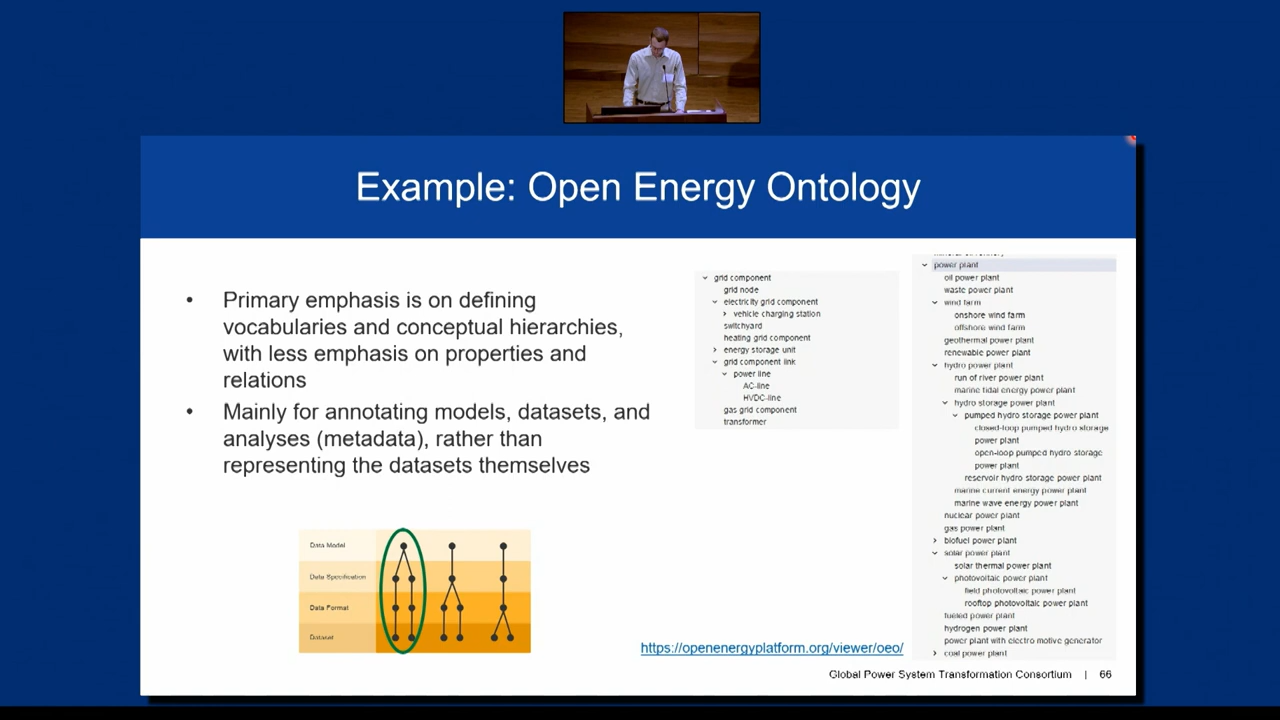 Example: Open Energy Ontology
• Primary emphasis is on defining
vocabularies and conceptual hierarchies,
with less emphasis on properties and
relations
• Mainly for annotating models, datasets, and
analyses (metadata), rather than
representing the datasets themselves
Data Model
Data Specification
Data Format
Dataset
grid component
grid node
electricity grid component
vehicle charging station
switchyard
heating grid component
energy storage unit
grid component link
power line
AC-line
HVDC-line
gas grid component
transformer
power plant
oil power plant
waste power plant
wind farm
onshore wind farm
offshore wind farm
geothermal power plant
renewable power plant
hydro power plant
run of river power plant
marine tidal energy power plant
hydro storage power plant
pumped hydro storage power plant
closed-loop pumped hydro storage
power plant
open-loop pumped hydro storage
power plant
reservoir hydro storage power plant
marine current energy power plant
marine wave energy power plant
nuclear power plant
gas power plant
biofuel power plant
solar power plant
solar thermal power plant
photovoltaic power plant
field photovoltaic power plant
rooftop photovoltaic power plant
fueled power plant
hydrogen power plant
power plant with electro motive generator
coal power plant
https://openenergyplatform.org/viewer/oeo/
Global Power System Transformation Consortium | 66